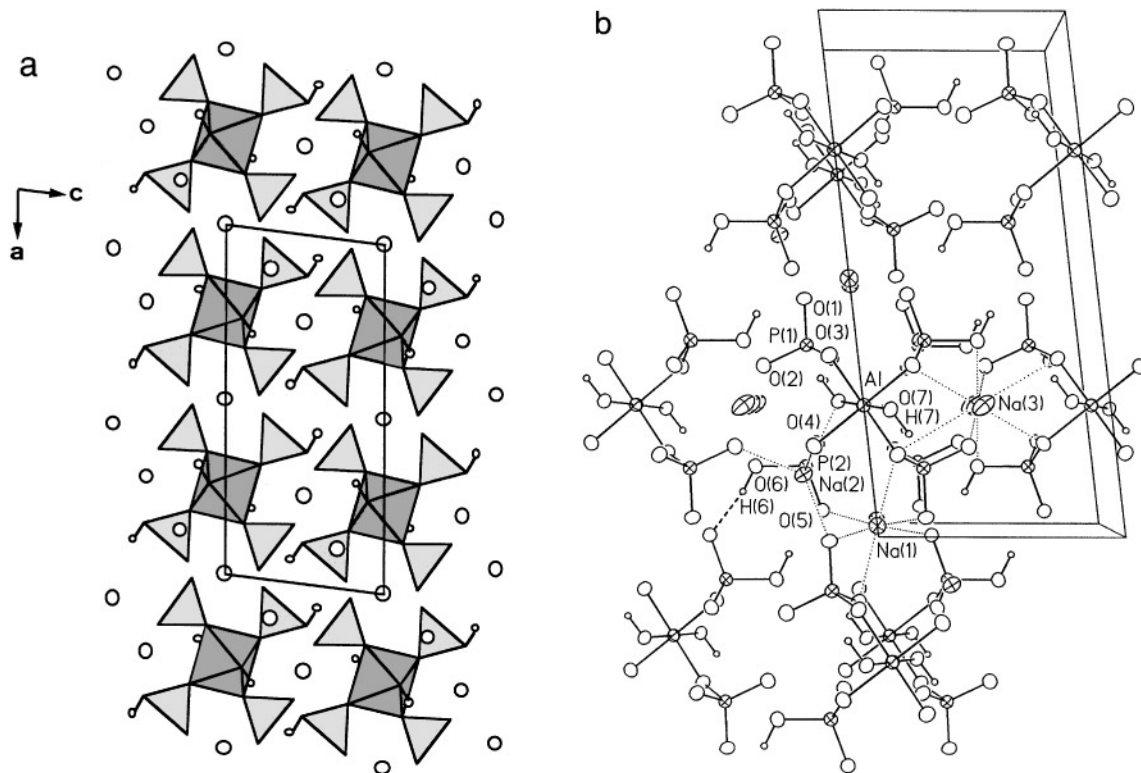 a
b
c
a
O(1)
P(1)
O(3)
O(2)
Al
O(7)
H(7)
Na(3)
O(4)
P(2)
O(6)
Na(2)
H(6)
O(5)
Na(1)